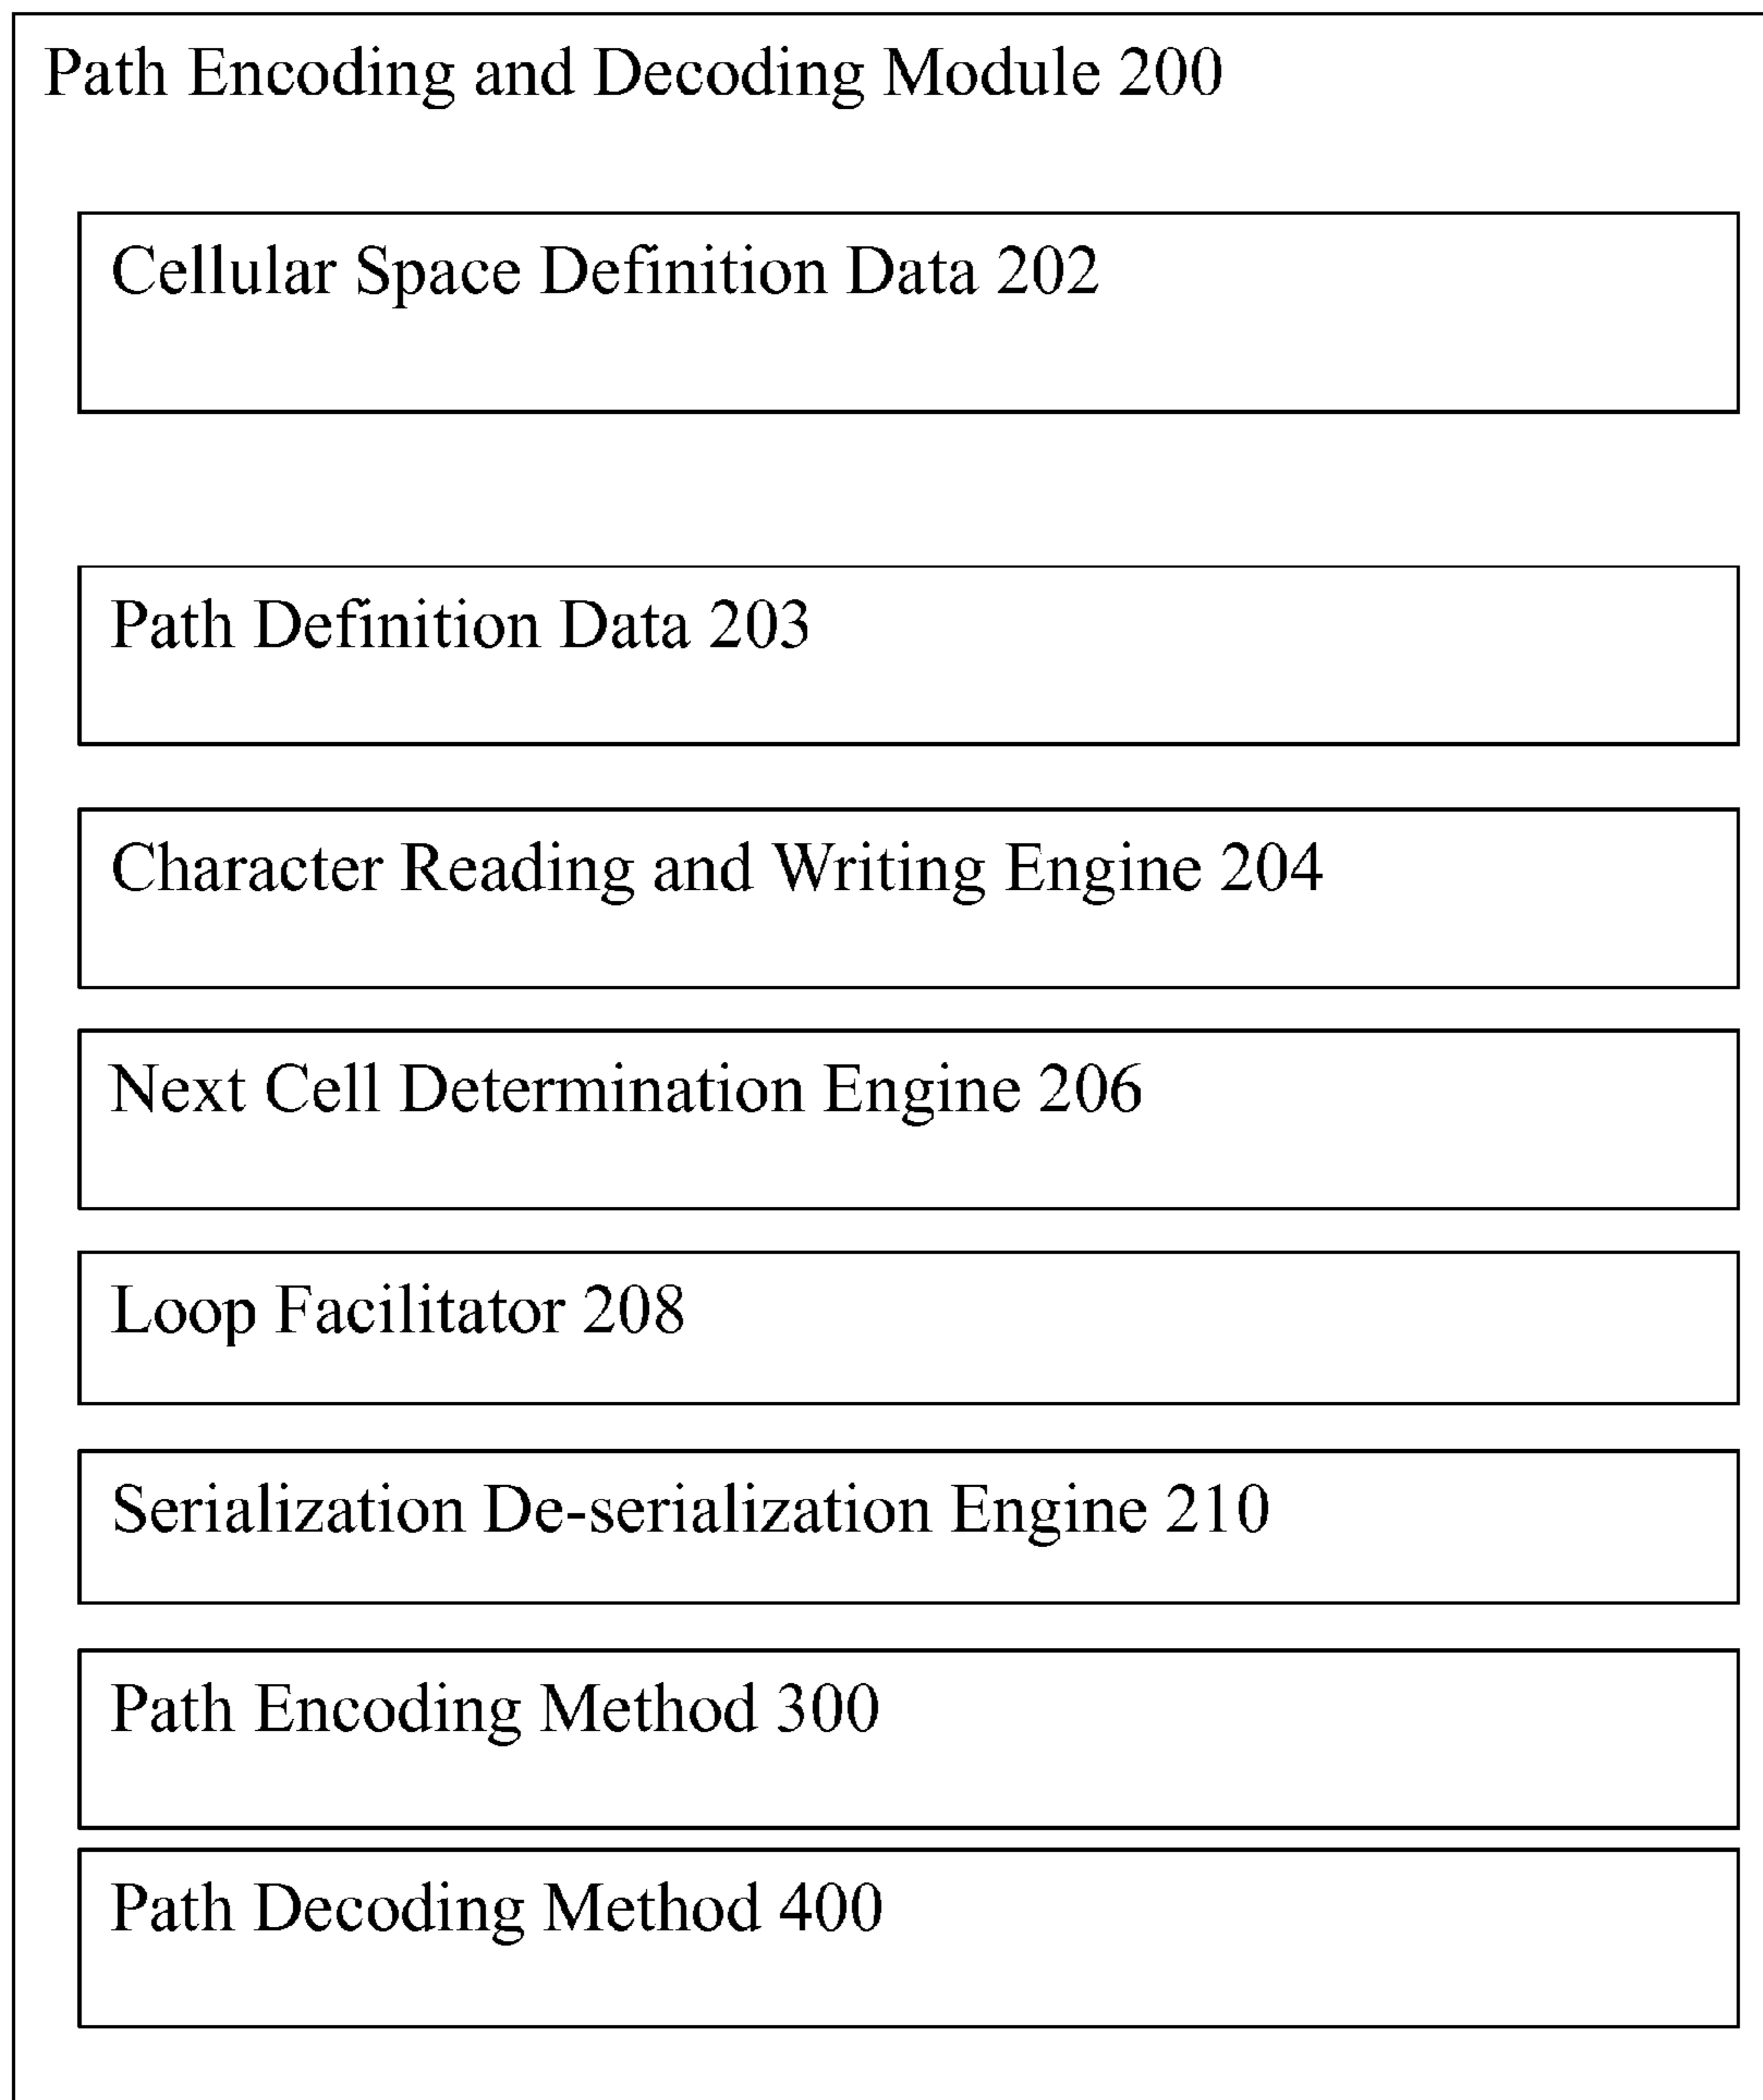 Path Encoding and Decoding Module 200
Cellular Space Definition Data 202
Path Definition Data 203
Character Reading and Writing Engine 204
Next Cell Determination Engine 206
Loop Facilitator 208
Serialization De-serialization Engine 210
Path Encoding Method 300
Path Decoding Method 400